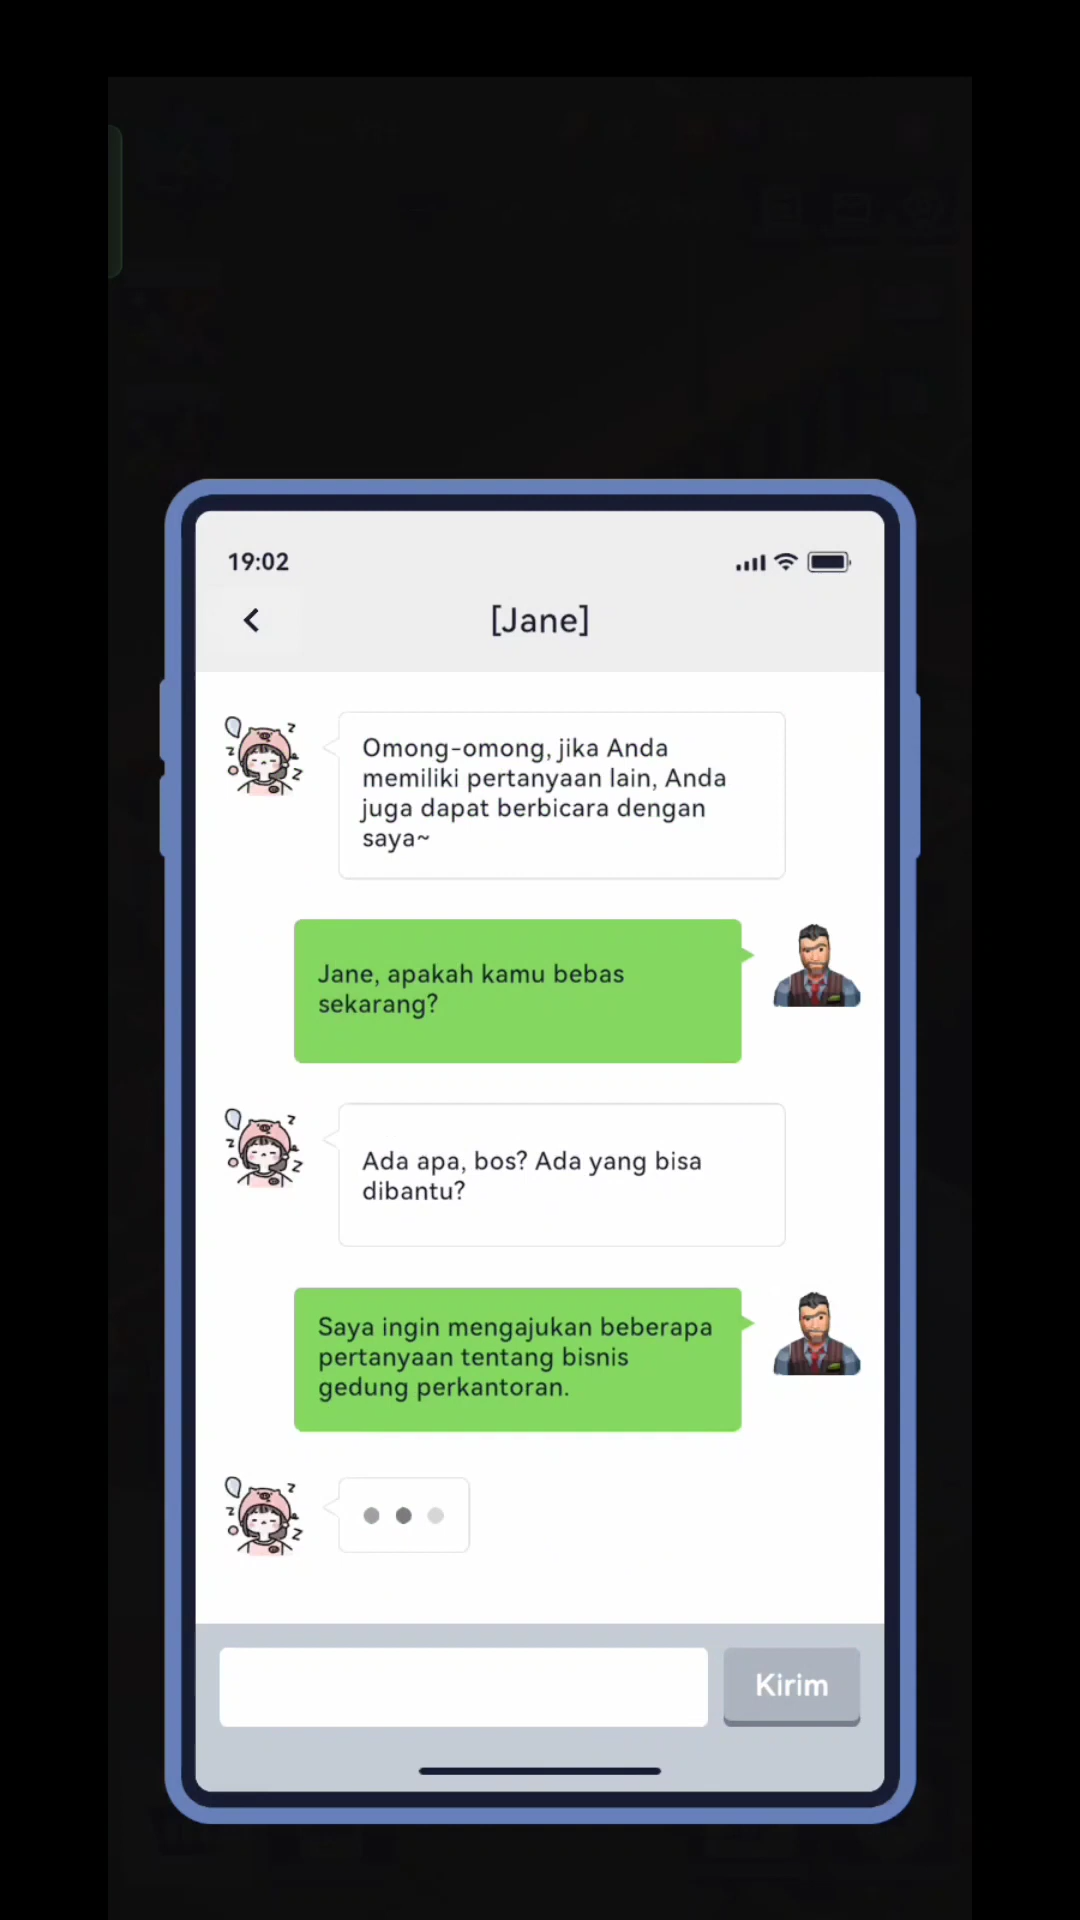 19:02
[Jane]
Omong-omong, jika Anda
memiliki pertanyaan lain, Anda
juga dapat berbicara dengan
saya~
Jane, apakah kamu bebas
sekarang?
Ada apa, bos? Ada yang bisa
dibantu?
Saya ingin mengajukan beberapa
pertanyaan tentang bisnis
gedung perkantoran.
Kirim